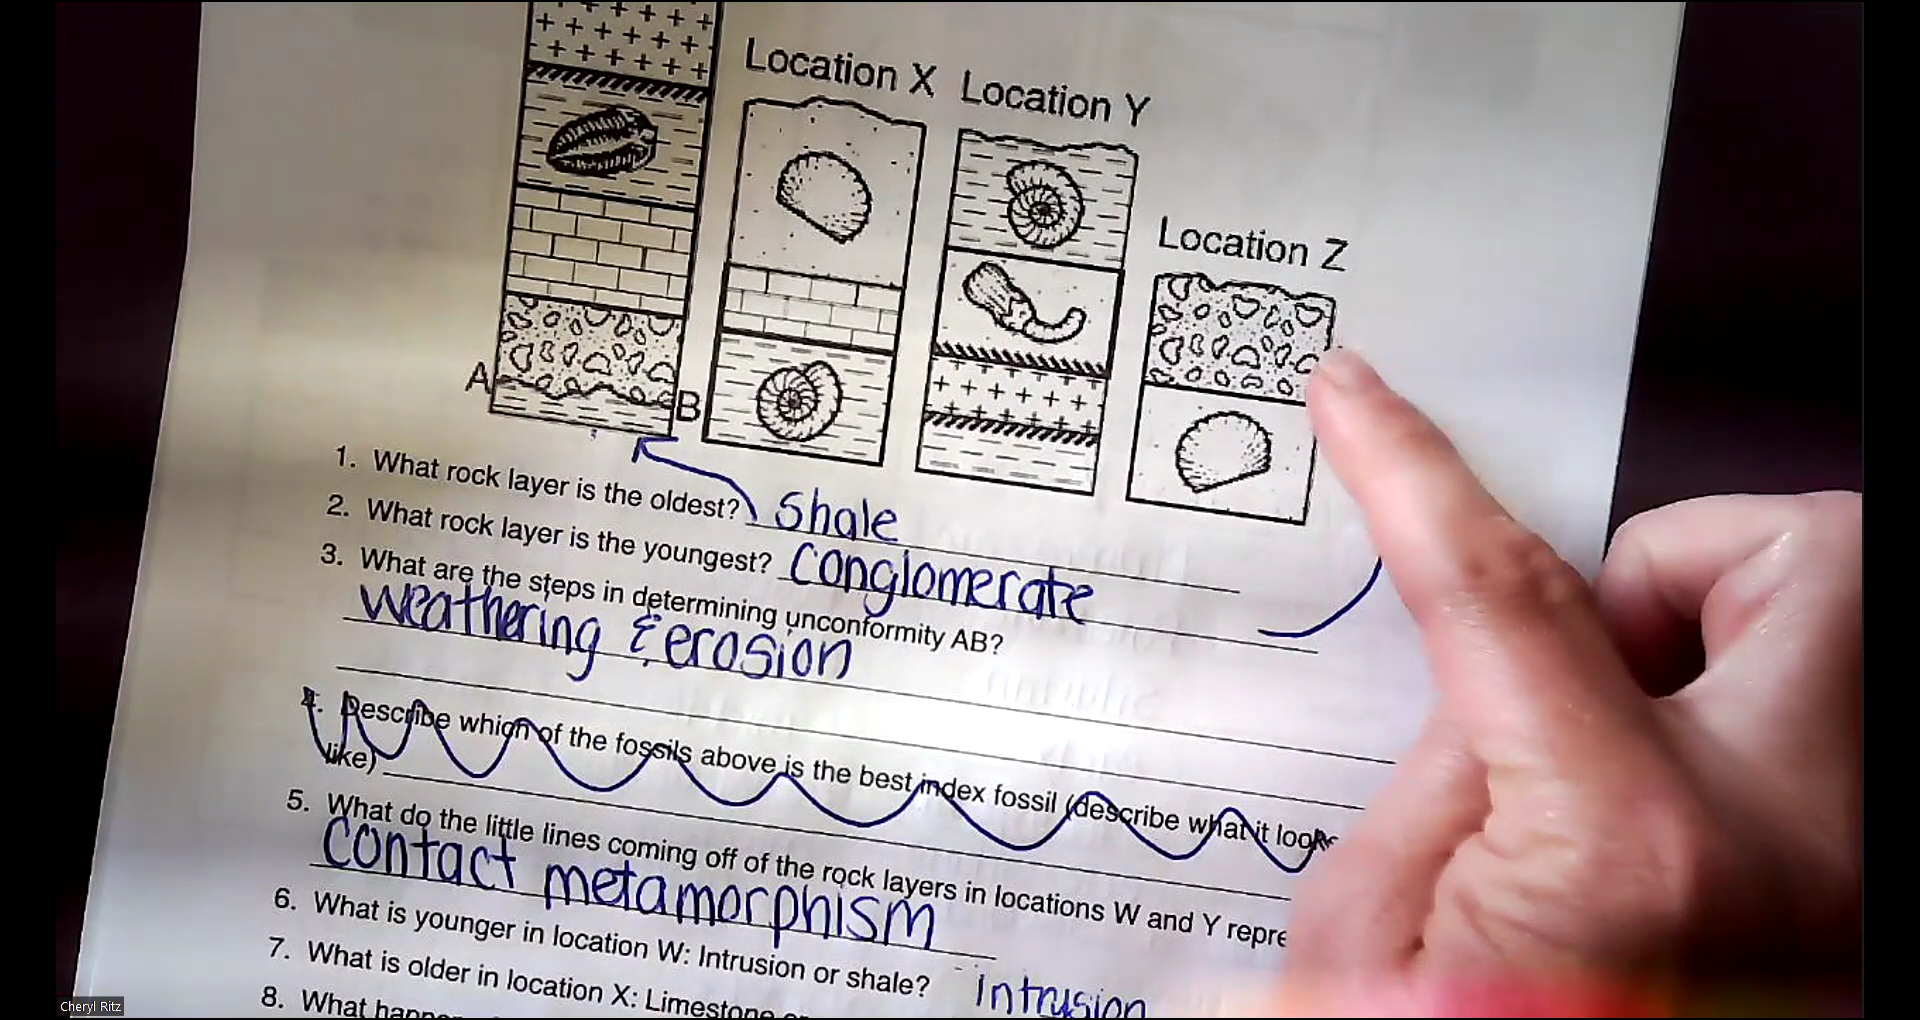 Location X
Location Y
Location Z
A
B
1. What rock layer is the oldest? Shale
2. What rock layer is the youngest? conglomerate
3. What are the steps in determining unconformity AB?
weathering & erosion
4. Describe which of the fossils above is the best index fossil (describe what it looks
like)
5. What do the little lines coming off of the rock layers in locations W and Y
contact metamorphism
6. What is younger in location W: Intrusion or shale? Intrusion
7. What is older in location X: Limestone
8. What
Cheryl Ritz